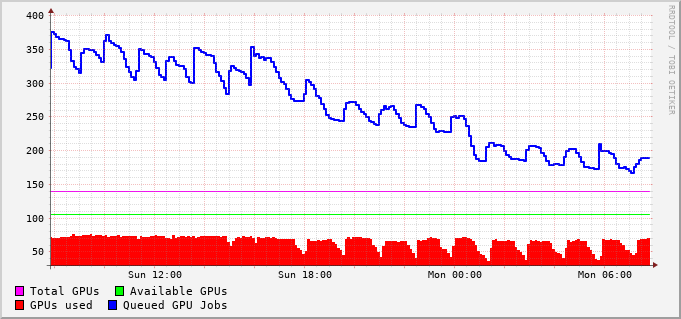 400
350
300
250
200
150
100
50
Sun 12:00 Sun 18:00 Mon 00:00 Mon 06:00
Total GPUs Available GPUs
GPUs used Queued GPU Jobs
RRDTOOL / TOBI OETIKER